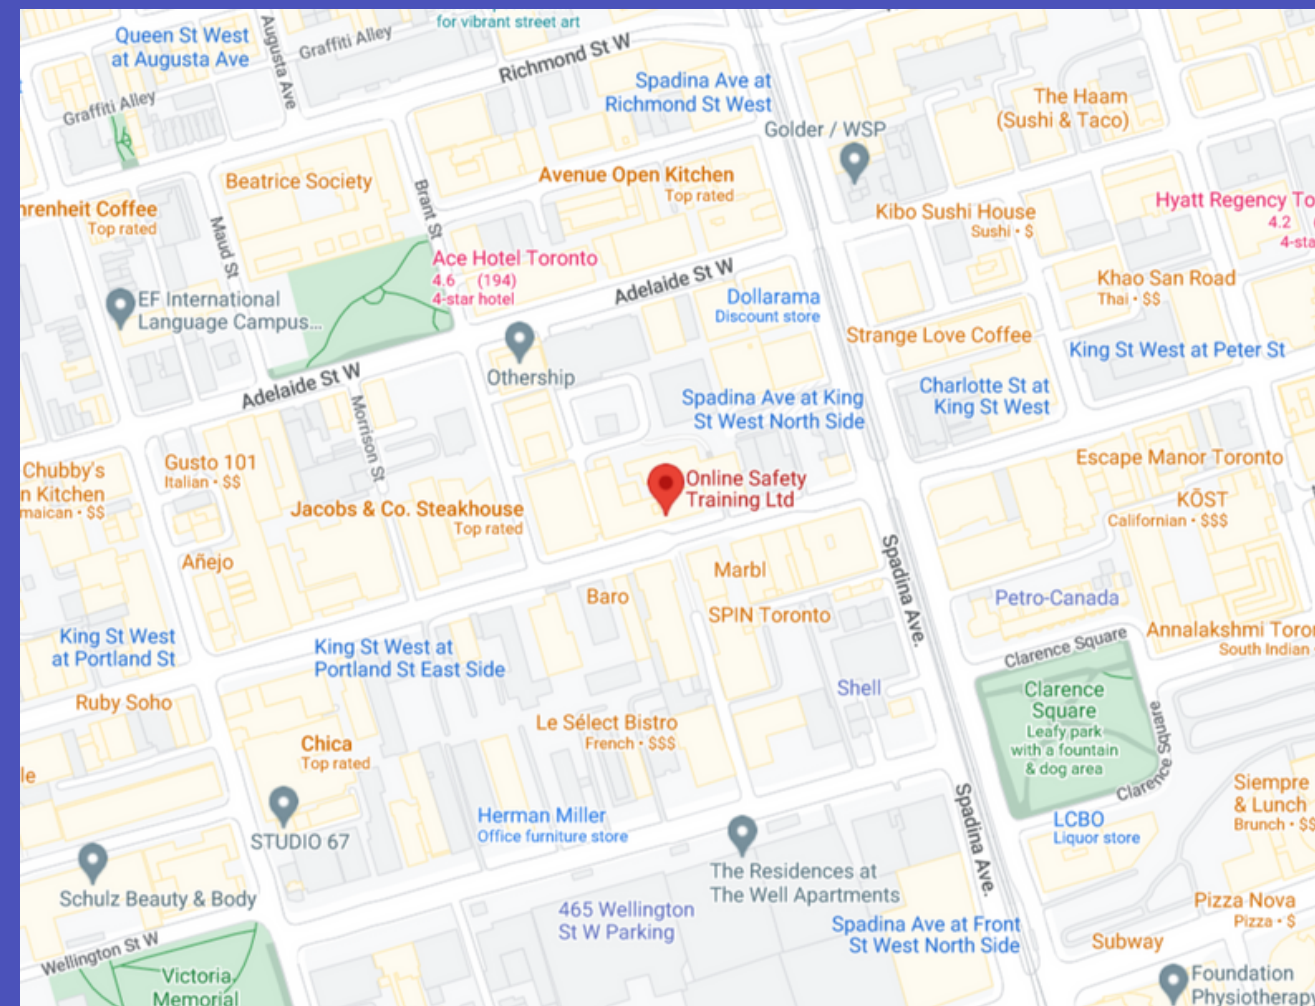 for vibrant street art
Queen St West
at Augusta Ave
Augusta Ave
Graffiti Alley
Richmond St W
Spadina Ave at
Richmond St West
Graffiti Alley
The Haam
(Sushi & Taco)
Golder / WSP
Beatrice Society
Brant St
Avenue Open Kitchen
Top rated
hrenheit Coffee
Top rated
Maud St
Kibo Sushi House
Sushi • $
Hyatt Regency To
4.2
4-sta
Ace Hotel Toronto
4.6 (194)
4-star hotel
Adelaide St W
EF International
Language Campus...
Dollarama
Discount store
Khao San Road
Thai • $$
Strange Love Coffee
King St West at Peter St
Othership
Adelaide St W
Morrison St
Spadina Ave at King
St West North Side
Charlotte St at
King St West
Chubby's
n Kitchen
maican • $$
Gusto 101
Italian • $$
Escape Manor Toronto
Online Safety
Training Ltd
Jacobs & Co. Steakhouse
Top rated
KŌST
Californian • $$$
Añejo
Marbl
Spadina Ave.
Baro
SPIN Toronto
Petro-Canada
King St West
at Portland St
King St West at
Portland St East Side
Clarence Square
Annalakshmi Toron
South Indian
Ruby Soho
Shell
Clarence
Square
Leafy park
with a fountain
& dog area
Clarence Square
Le Sélect Bistro
French • $$$
Chica
Top rated
le
Siempre
& Lunch
Brunch • $$
Spadina Ave.
Herman Miller
Office furniture store
LCBO
Liquor store
STUDIO 67
The Residences at
The Well Apartments
Schulz Beauty & Body
465 Wellington
St W Parking
Spadina Ave at Front
St West North Side
Pizza Nova
Pizza • $
Subway
Wellington St W
Victoria
Memorial
Foundation
Physiotherapy